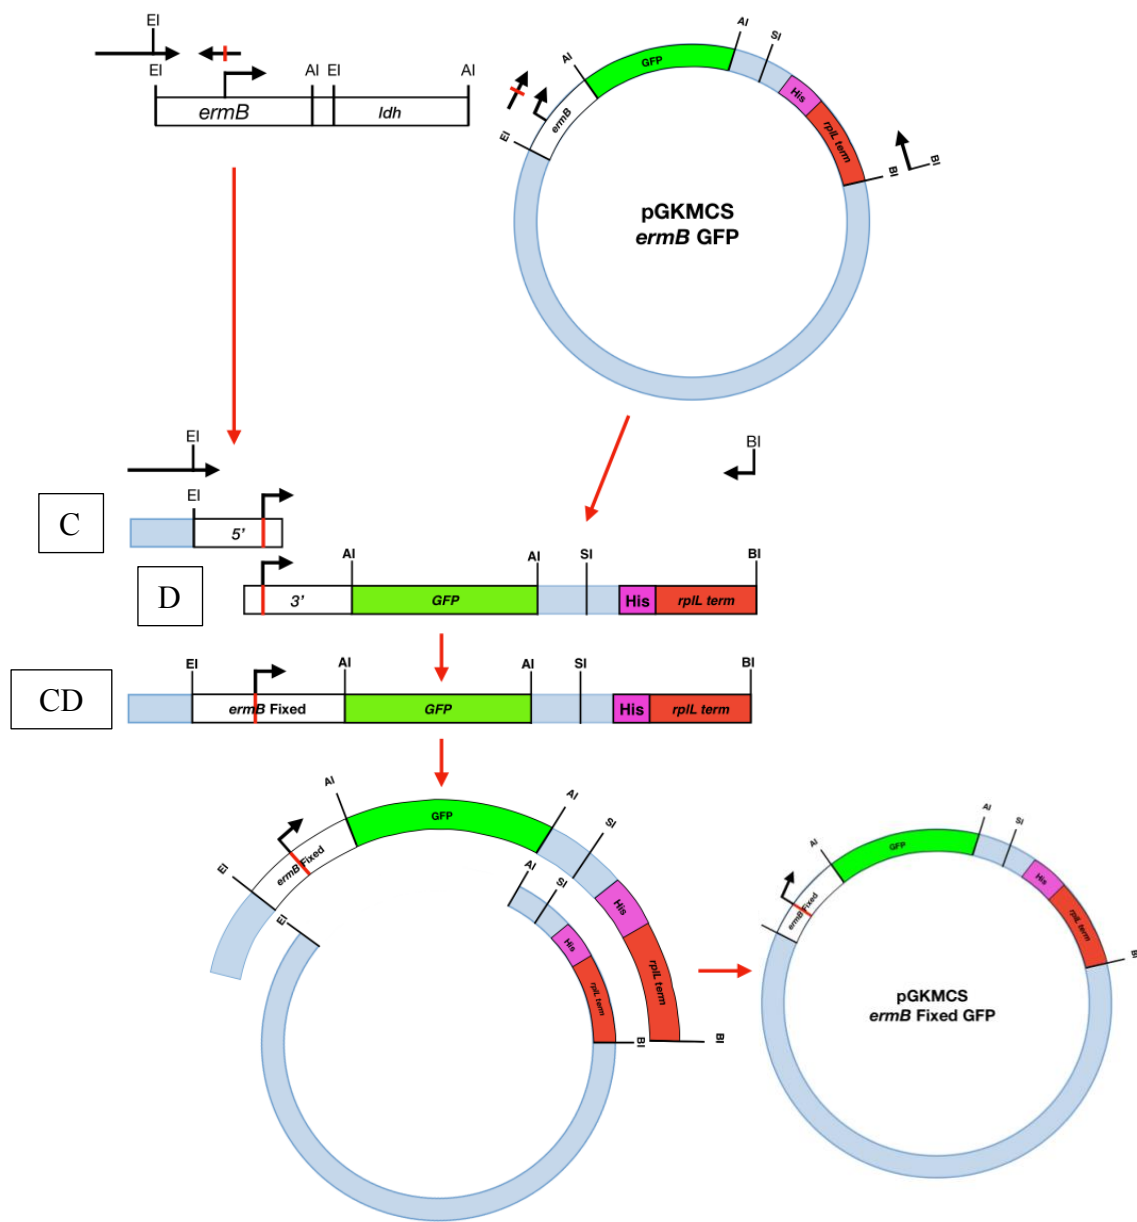 EI
EI
AI
EI
AI
ermB
ldh
AI
GFP
AI
SI
His
rplL term
BI
BI
EI
ermB
pGKMCS
ermB GFP
EI
BI
C
EI
5'
D
AI
AI
SI
BI
3'
GFP
His
rplL term
CD
EI
AI
AI
SI
BI
ermB Fixed
GFP
His
rplL term
AI
GFP
AI
SI
EI
ermB Fixed
His
rplL term
BI
EI
AI
SI
His
rplL term
BI
AI
GFP
AI
SI
ermB Fixed
His
rplL term
BI
pGKMCS
ermB Fixed GFP